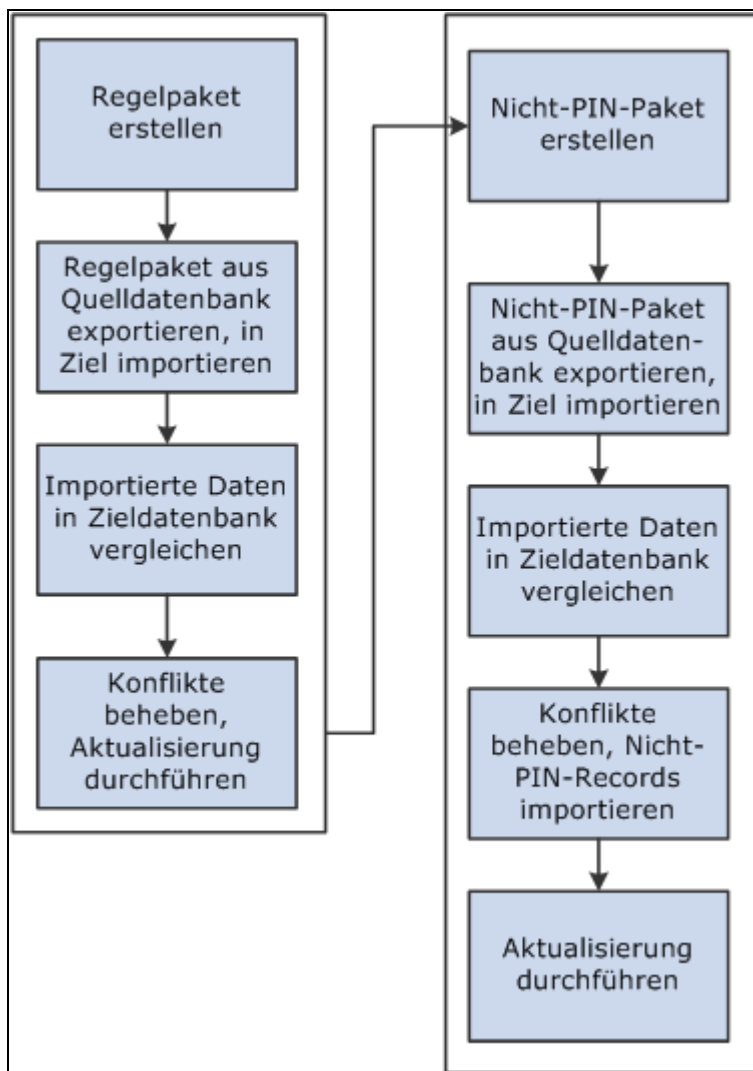 Regelpaket
erstellen
Regelpaket aus
Quelldatenbank
exportieren, in
Ziel importieren
Importierte Daten
in Zieldatenbank
vergleichen
Konflikte
beheben,
Aktualisierung
durchführen
Nicht-PIN-Paket
erstellen
Nicht-PIN-Paket
aus Quelldaten-
bank exportieren,
in Ziel importieren
Importierte Daten
in Zieldatenbank
vergleichen
Konflikte
beheben, Nicht-
PIN-Records
importieren
Aktualisierung
durchführen